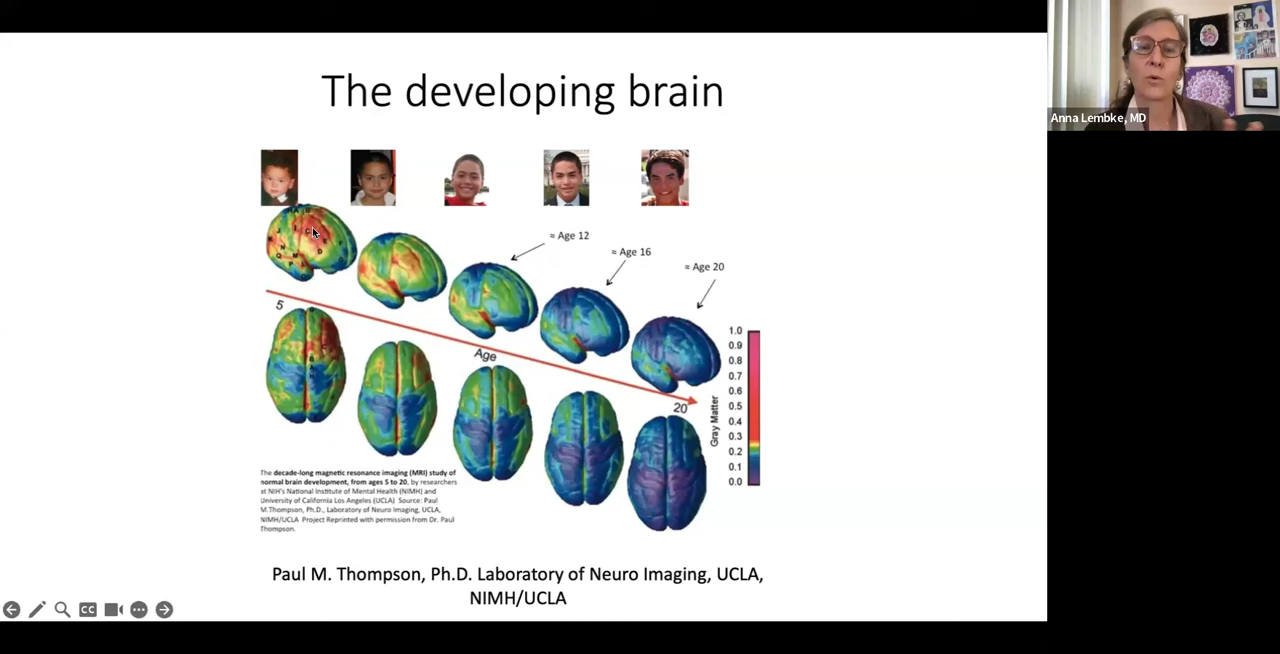 The developing brain
Anna Lembke, MD
≈ Age 12
≈ Age 16
≈ Age 20
5
Age
20
1.0
0.9
0.8
0.7
0.6
0.5
0.4
0.3
0.2
0.1
0.0
Gray Matter
The decade-long magnetic resonance imaging (MRI) study of
normal brain development, from ages 5 to 20, by researchers
at NIH's National Institute of Mental Health (NIMH) and
University of California Los Angeles (UCLA) Source: Paul
M.Thompson, Ph.D., Laboratory of Neuro Imaging, UCLA,
NIMH/UCLA Project Reprinted with permission from Dr. Paul
Thompson.
Paul M. Thompson, Ph.D. Laboratory of Neuro Imaging, UCLA,
NIMH/UCLA
CC